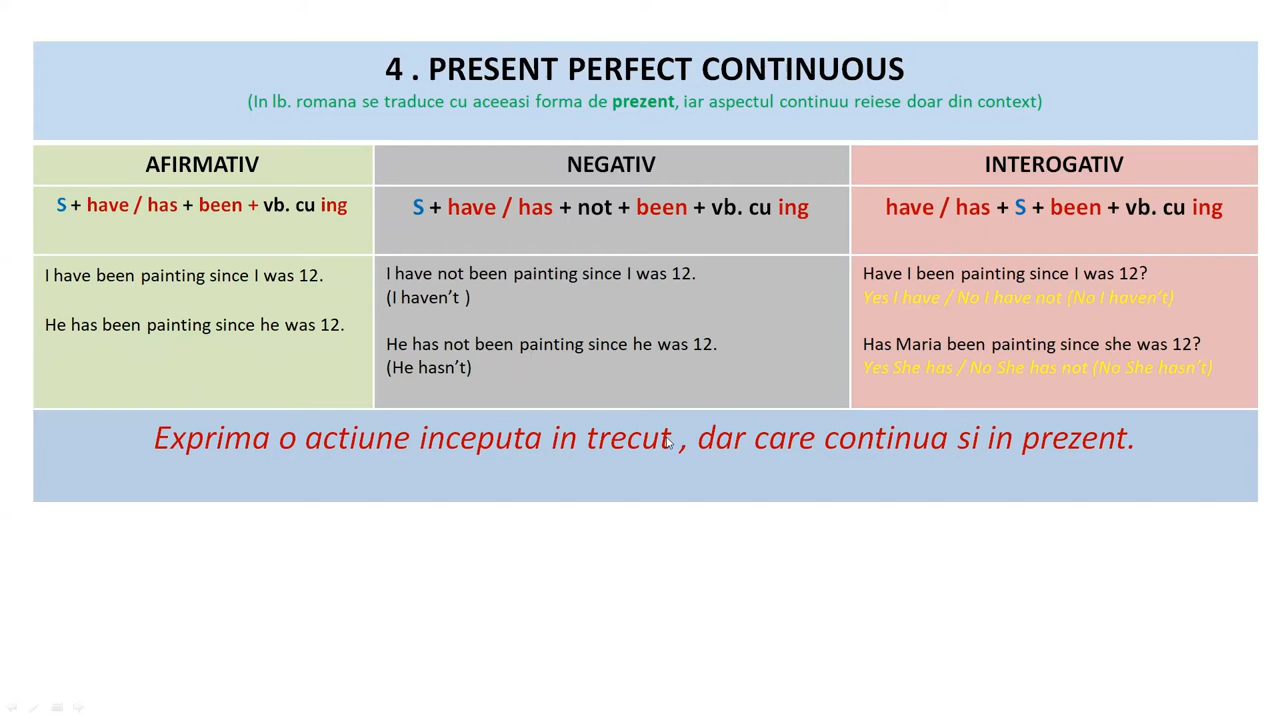 4 . PRESENT PERFECT CONTINUOUS
(In lb. romana se traduce cu aceeasi forma de prezent, iar aspectul continuu reiese doar din context)
AFIRMATIV
NEGATIV
INTEROGATIV
S + have / has + been + vb. cu ing
S + have / has + not + been + vb. cu ing
have / has + S + been + vb. cu ing
I have been painting since I was 12.
He has been painting since he was 12.
I have not been painting since I was 12.
(I haven't )
He has not been painting since he was 12.
(He hasn't)
Have I been painting since I was 12?
Yes I have / No I have not (No I haven't)
Has Maria been painting since she was 12?
Yes She has / No She has not (No She hasn't)
Exprima o actiune inceputa in trecut , dar care continua si in prezent.